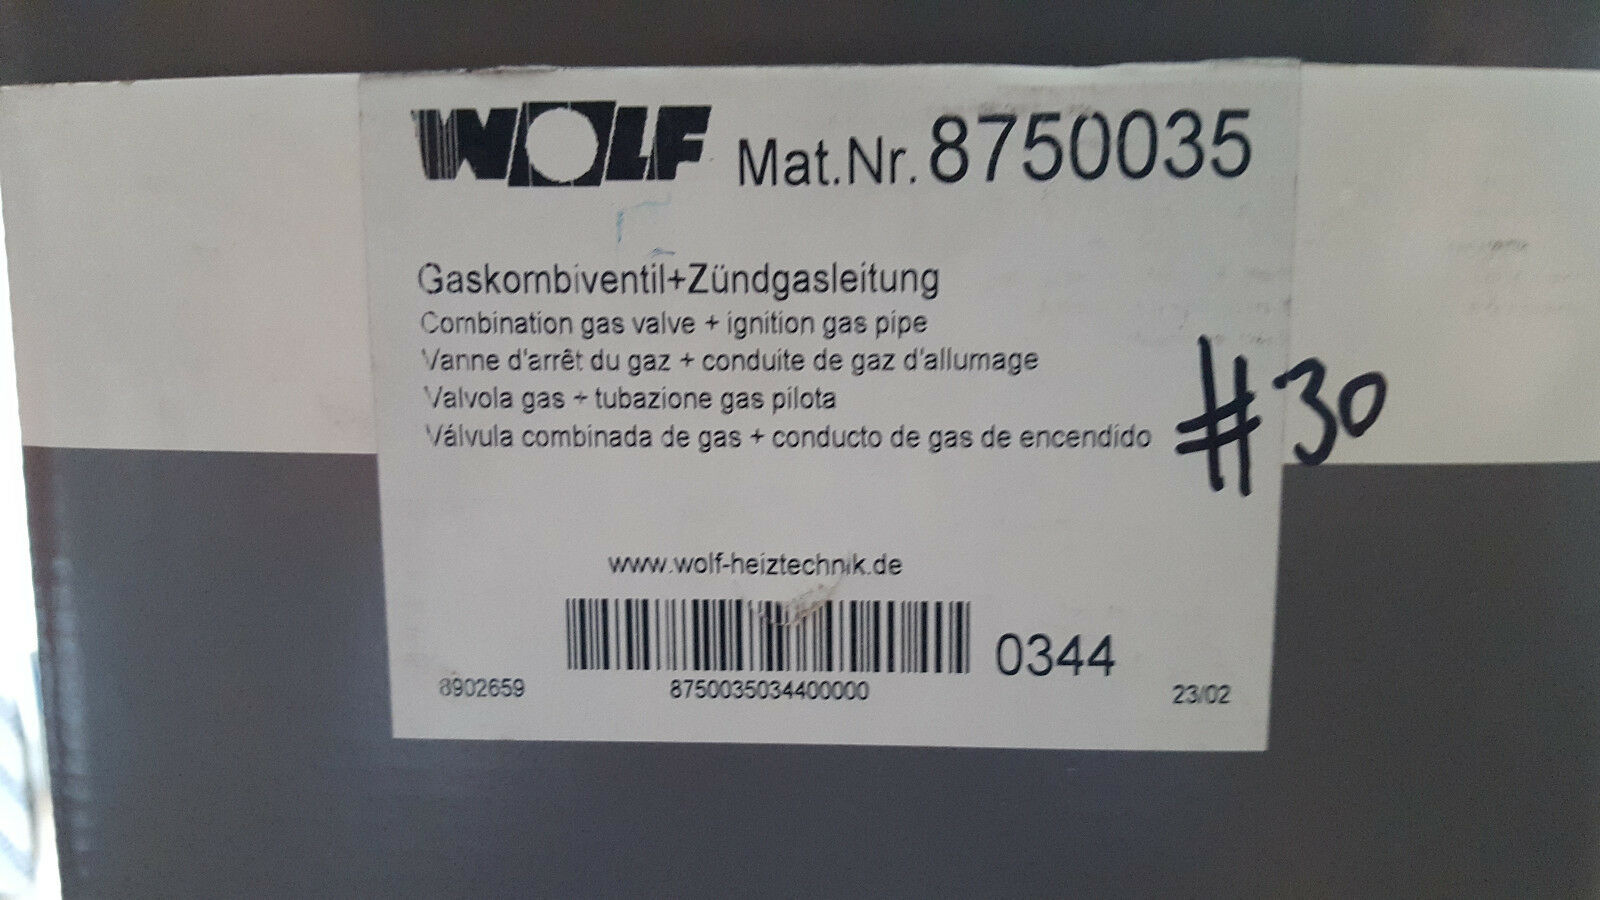 WOLF Mat.Nr. 8750035
Gaskombiventil+Zündgasleitung
Combination gas valve + ignition gas pipe
Vanne d'arrêt du gaz + conduite de gaz d'allumage
Valvola gas + tubazione gas pilota
Válvula combinada de gas + conducto de gas de encendido
#30
www.wolf-heiztechnik.de
0344
8902659 8750035034400000 23/02